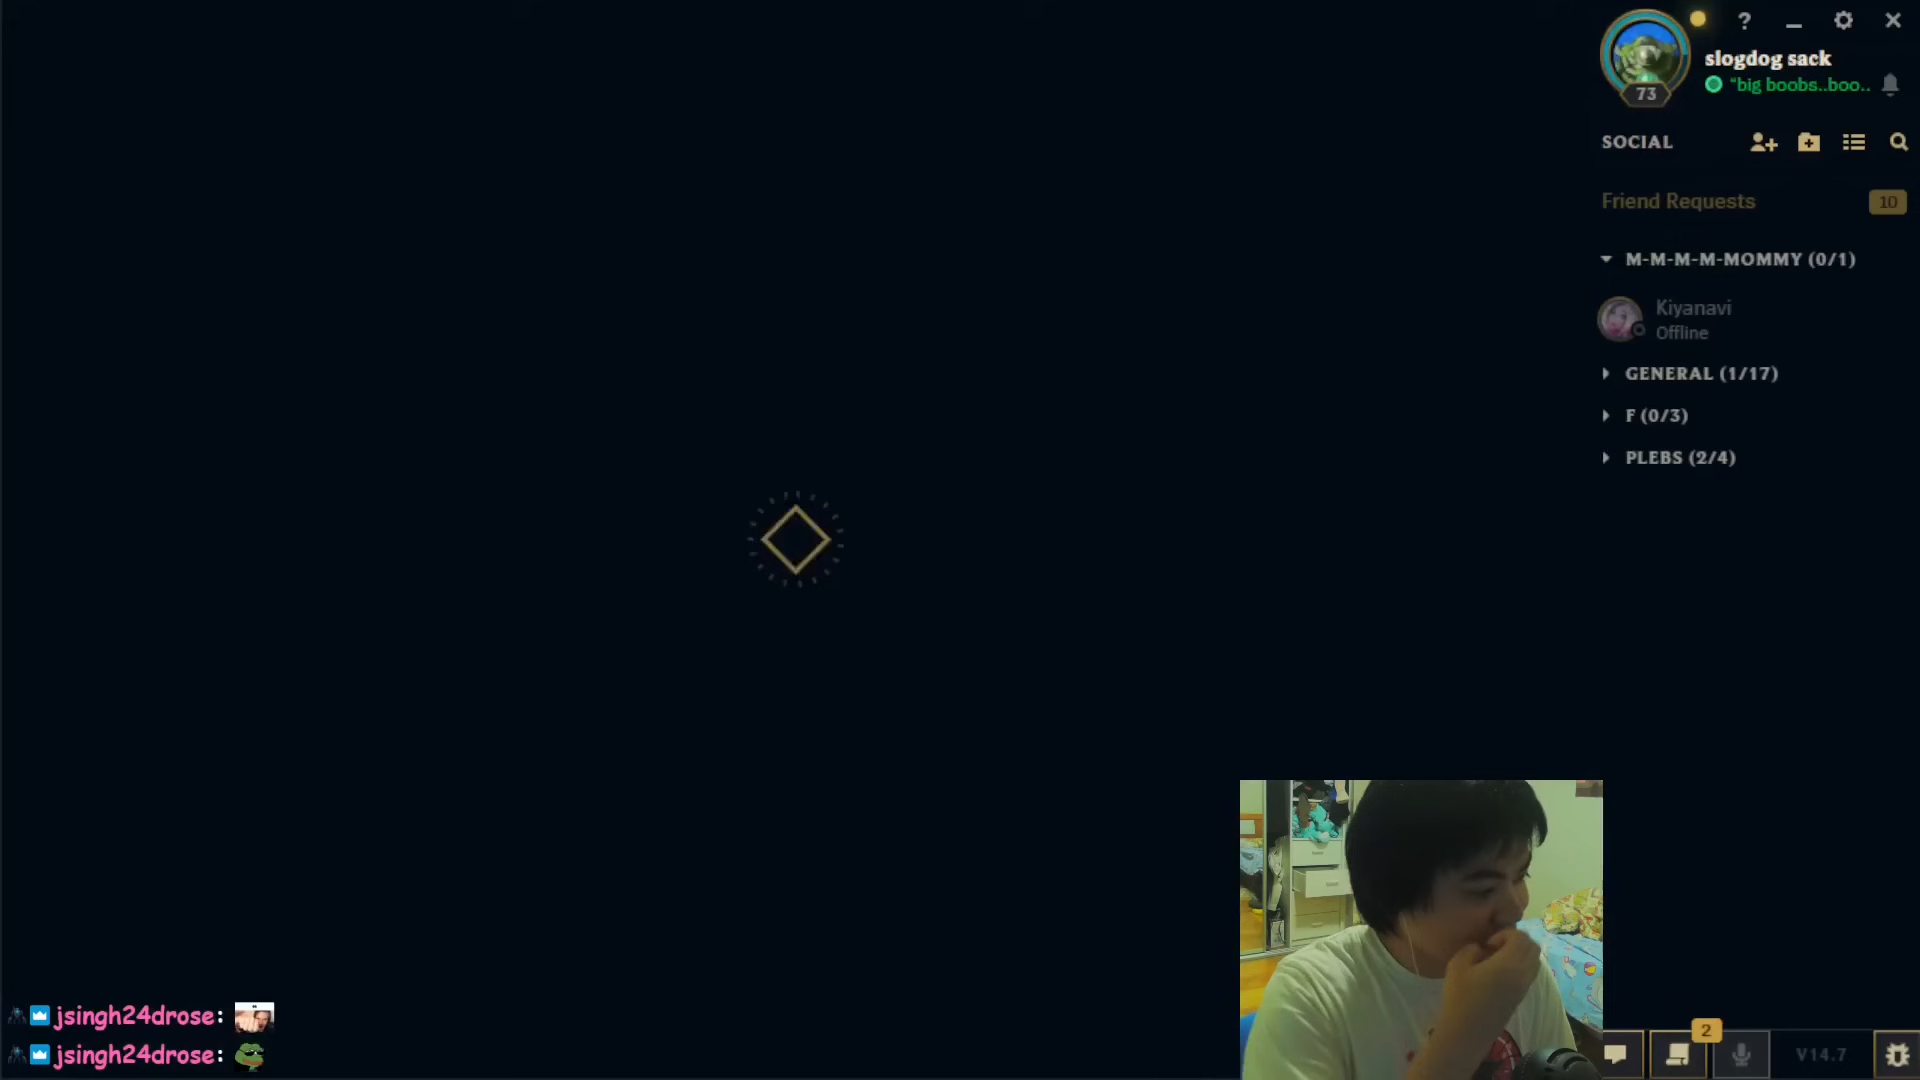 ?
slogdog sack
73
"big boobs..boo..
SOCIAL
Friend Requests
10
M-M-M-M-MOMMY (0/1)
Kiyanavi
Offline
GENERAL (1/17)
F (0/3)
PLEBS (2/4)
jsingh24drose:
jsingh24drose:
2
V14.7